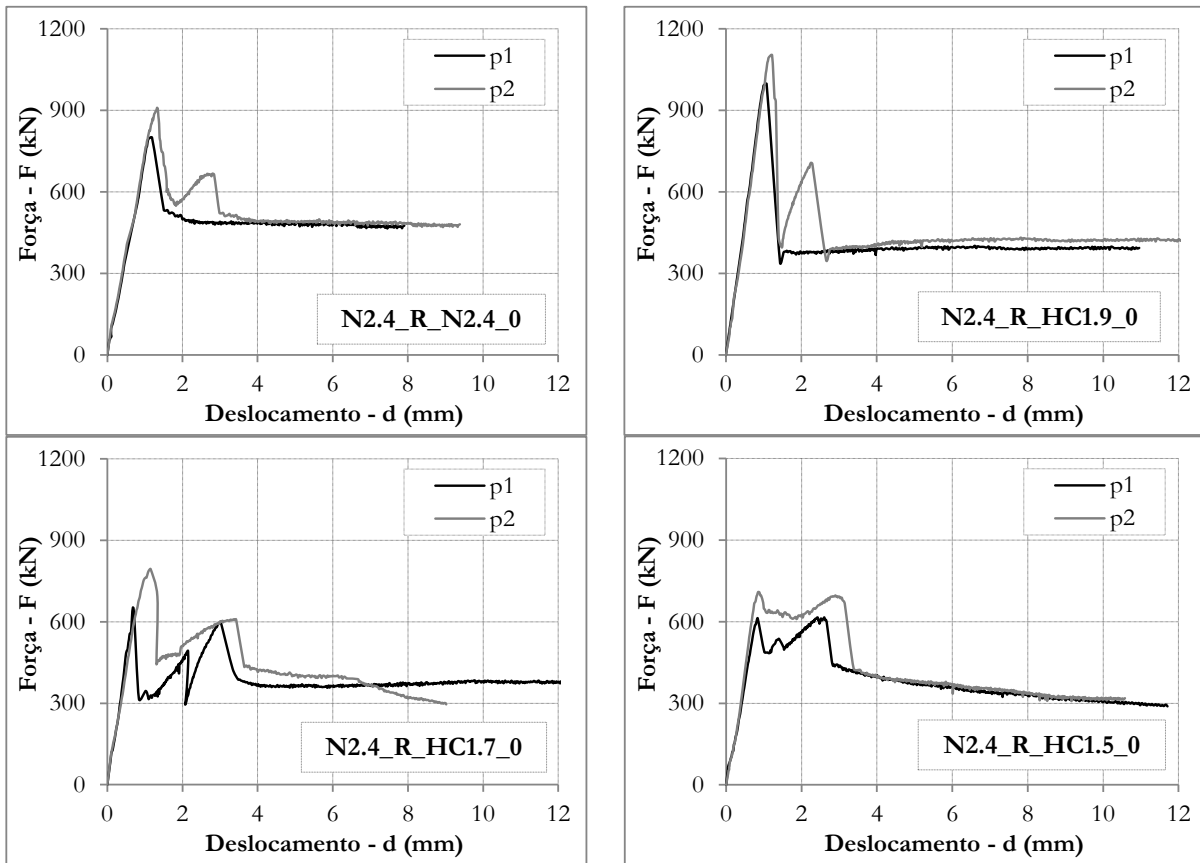 1200
900
600
300
0
Força - F (kN)
p1
p2
N2.4_R_N2.4_0
0 2 4 6 8 10 12
Deslocamento - d (mm)
1200
900
600
300
0
Força - F (kN)
p1
p2
N2.4_R_HC1.9_0
0 2 4 6 8 10 12
Deslocamento - d (mm)
1200
900
600
300
0
Força - F (kN)
p1
p2
N2.4_R_HC1.7_0
0 2 4 6 8 10 12
Deslocamento - d (mm)
1200
900
600
300
0
Força - F (kN)
p1
p2
N2.4_R_HC1.5_0
0 2 4 6 8 10 12
Deslocamento - d (mm)